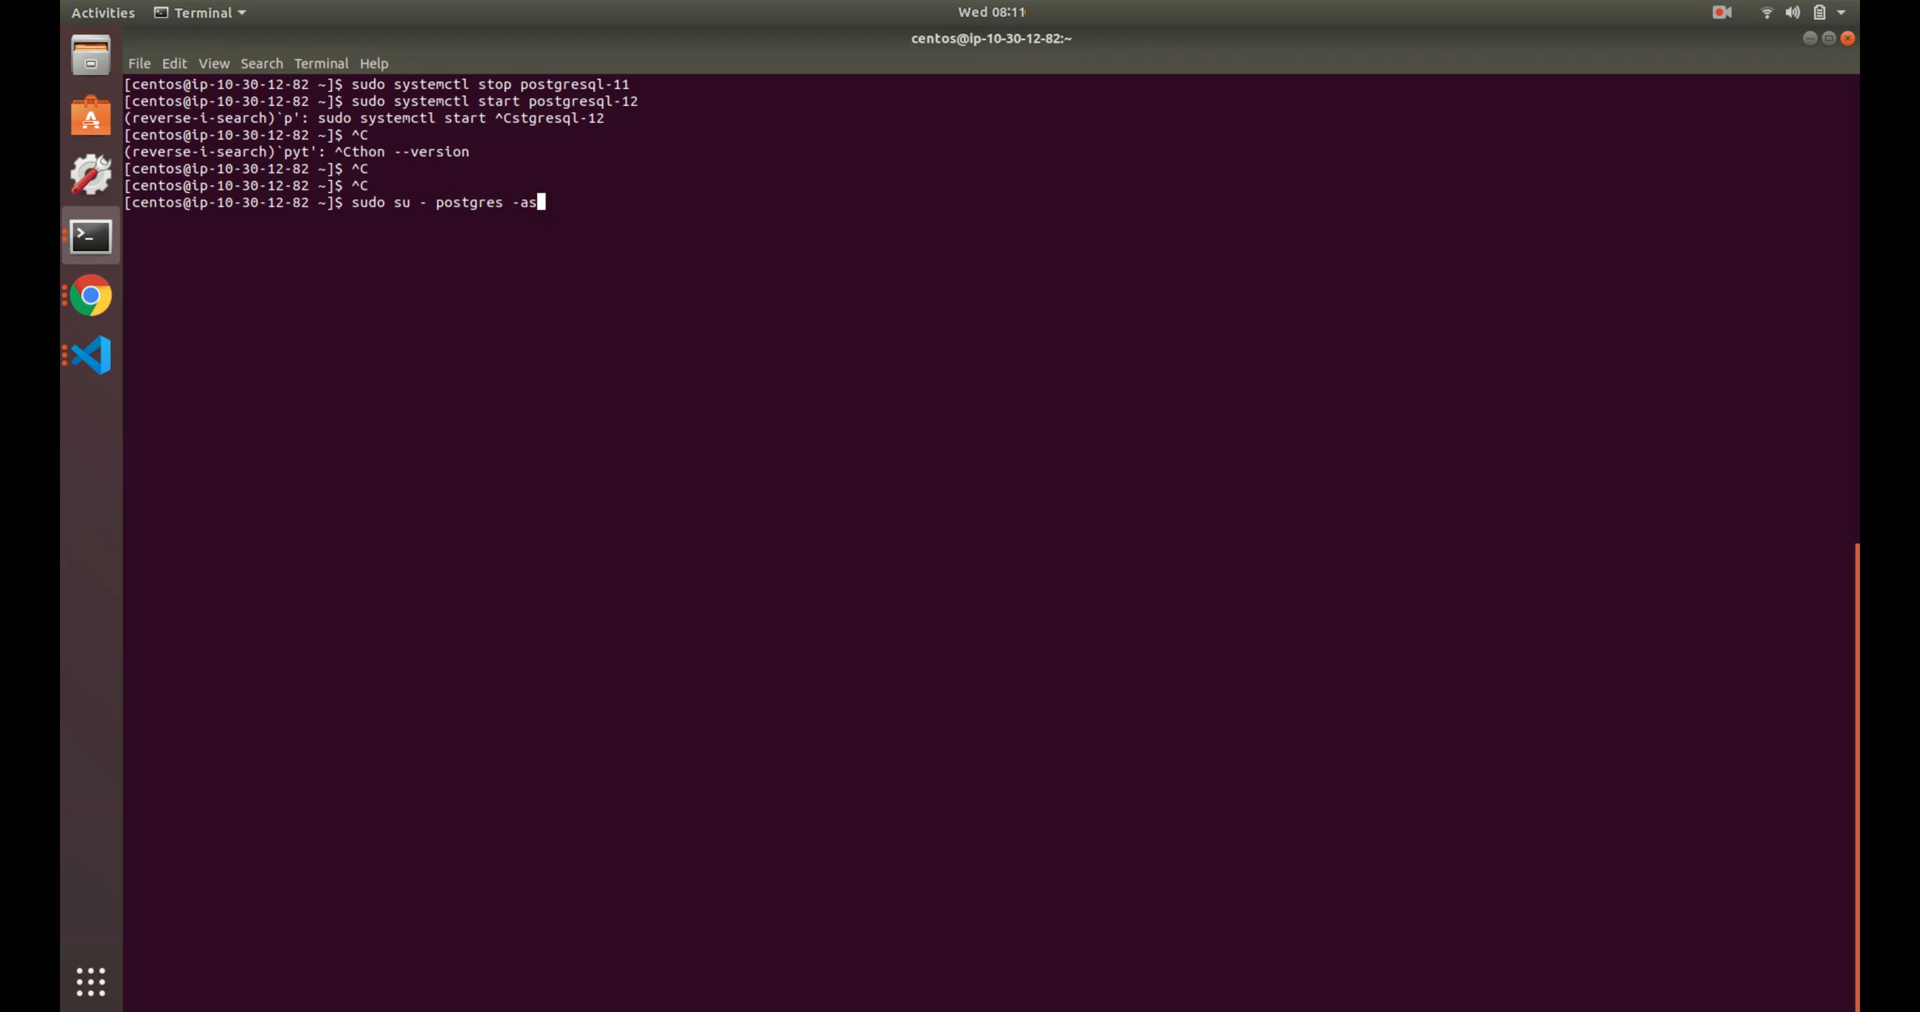 Activities Terminal Wed 08:11
centos@ip-10-30-12-82:~
File Edit View Search Terminal Help
[centos@ip-10-30-12-82 ~]$ sudo systemctl stop postgresql-11
[centos@ip-10-30-12-82 ~]$ sudo systemctl start postgresql-12
(reverse-i-search)`p': sudo systemctl start ^Cstgresql-12
[centos@ip-10-30-12-82 ~]$ ^C
(reverse-i-search)`pyt': ^Cthon --version
[centos@ip-10-30-12-82 ~]$ ^C
[centos@ip-10-30-12-82 ~]$ ^C
[centos@ip-10-30-12-82 ~]$ sudo su - postgres -as